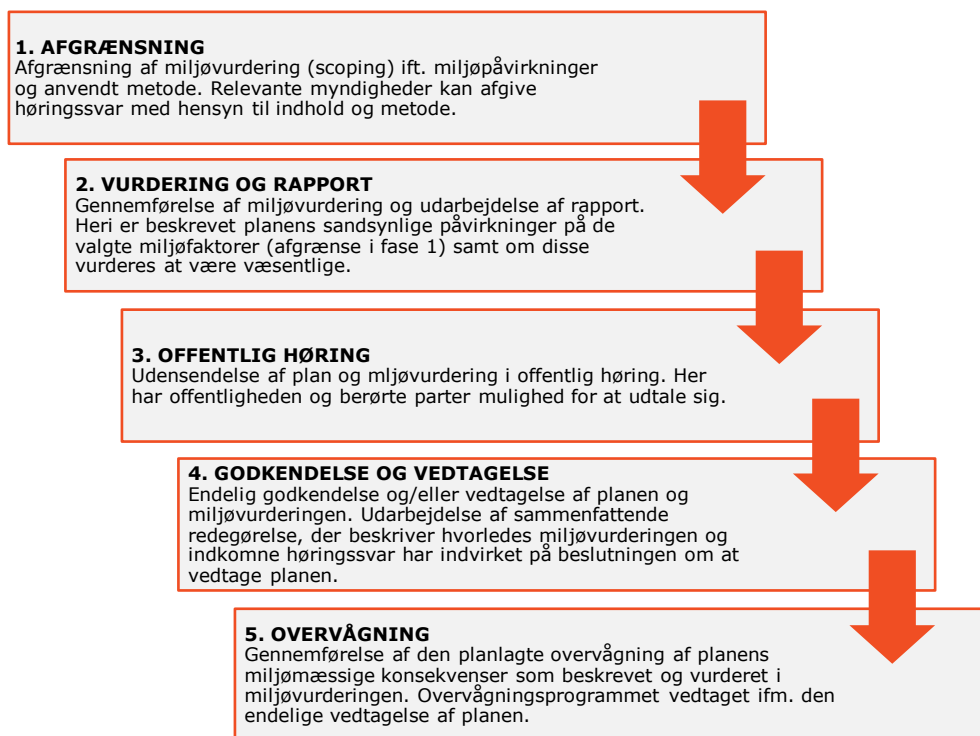 1. AFGRÆNSNING
Afgrænsning af miljøvurdering (scoping) ift. miljøpåvirkninger
og anvendt metode. Relevante myndigheder kan afgive
høringssvar med hensyn til indhold og metode.
2. VURDERING OG RAPPORT
Gennemførelse af miljøvurdering og udarbejdelse af rapport.
Heri er beskrevet planens sandsynlige påvirkninger på de
valgte miljøfaktorer (afgrænse i fase 1) samt om disse
vurderes at være væsentlige.
3. OFFENTLIG HØRING
Udensendelse af plan og mljøvurdering i offentlig høring. Her
har offentligheden og berørte parter mulighed for at udtale sig.
4. GODKENDELSE OG VEDTAGELSE
Endelig godkendelse og/eller vedtagelse af planen og
miljøvurderingen. Udarbejdelse af sammenfattende
redegørelse, der beskriver hvorledes miljøvurderingen og
indkomne høringssvar har indvirket på beslutningen om at
vedtage planen.
5. OVERVÅGNING
Gennemførelse af den planlagte overvågning af planens
miljømæssige konsekvenser som beskrevet og vurderet i
miljøvurderingen. Overvågningsprogrammet vedtaget ifm. den
endelige vedtagelse af planen.